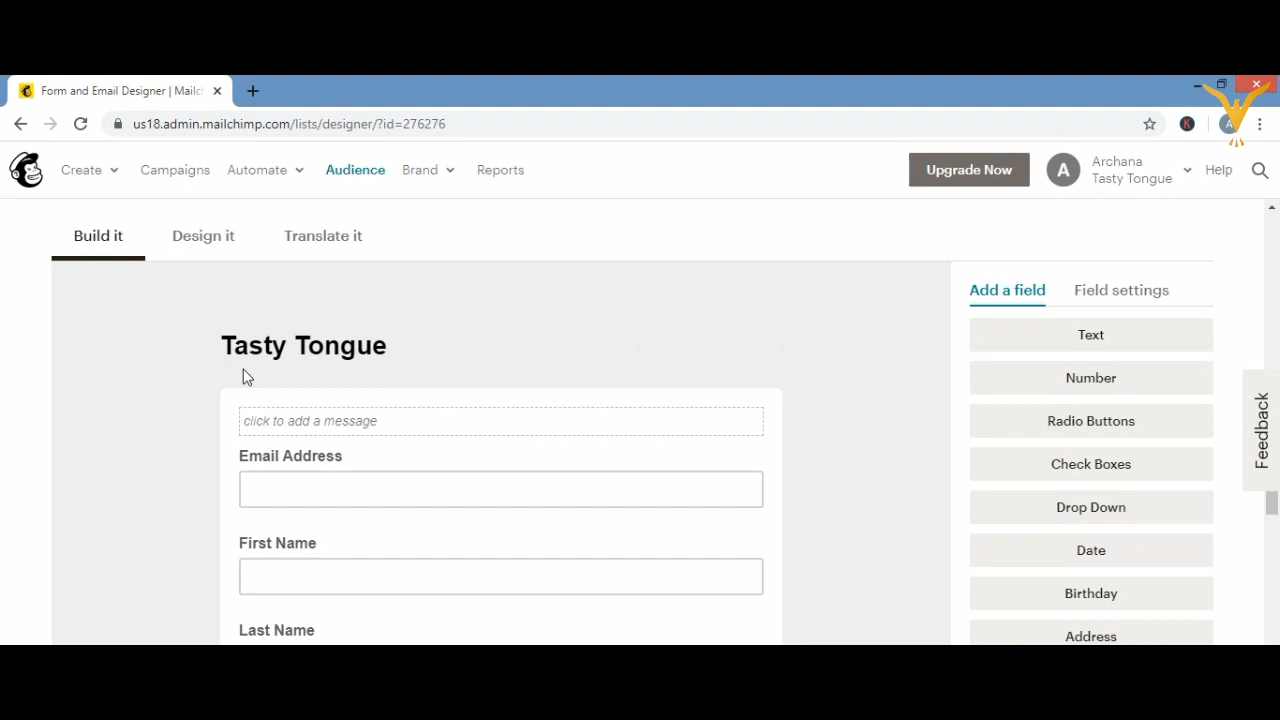 Form and Email Designer | Mailc
us18.admin.mailchimp.com/lists/designer/?id=276276
K
A
Create
Campaigns
Automate
Audience
Brand
Reports
Upgrade Now
A
Archana
Tasty Tongue
Help
Build it
Design it
Translate it
Add a field
Field settings
Tasty Tongue
click to add a message
Email Address
First Name
Last Name
Text
Number
Radio Buttons
Check Boxes
Drop Down
Date
Birthday
Address
Feedback